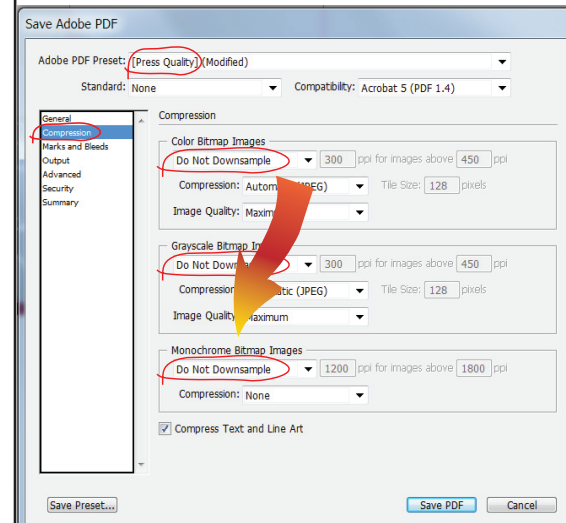 Save Adobe PDF
Adobe PDF Preset: [Press Quality] (Modified)
Standard: None Compatibility: Acrobat 5 (PDF 1.4)
General
Compression
Marks and Bleeds
Output
Advanced
Security
Summary
Compression
Color Bitmap Images
Do Not Downsample 300 ppi for images above 450 ppi
Compression: (JPEG) Tile Size: 128 pixels
Image Quality:
Grayscale Bitmap
Do Not 300 ppi for images above 450 ppi
(JPEG) Tile Size: 128 pixels
Image Quality Maximum
Monochrome Bitmap Images
Do Not Downsample 1200 ppi for images above 1800 ppi
Compression: None
Compress Text and Line Art
Save Preset... Save PDF Cancel